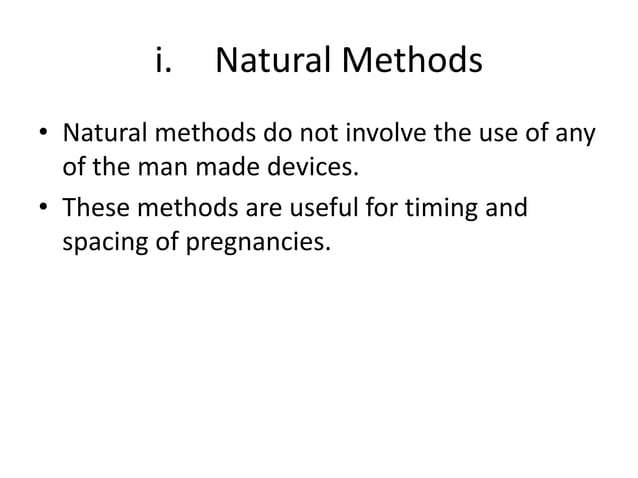 i. Natural Methods
• Natural methods do not involve the use of any
of the man made devices.
• These methods are useful for timing and
spacing of pregnancies.